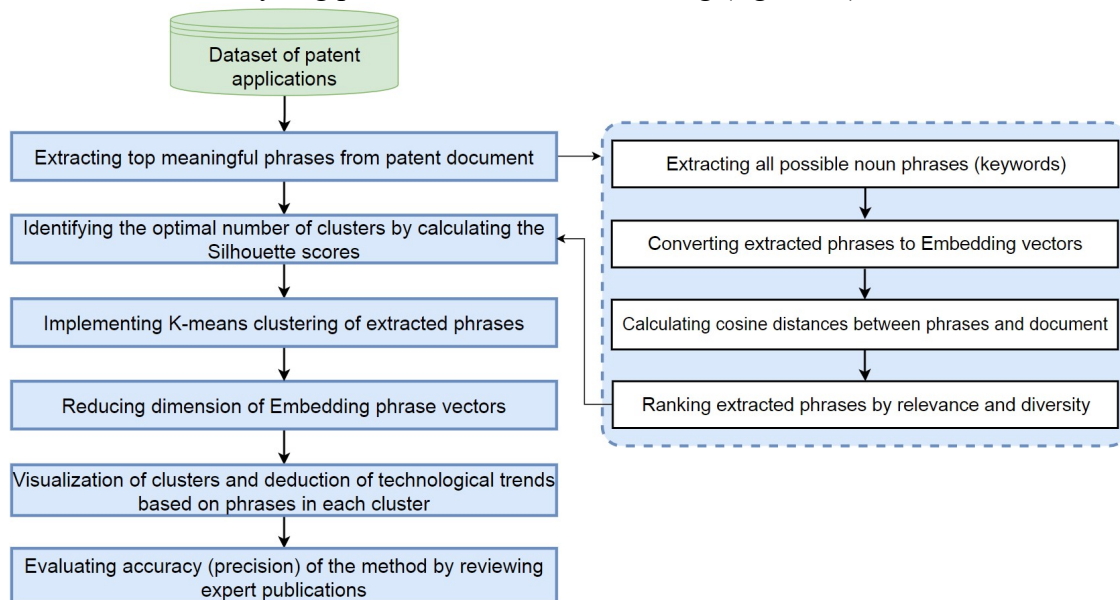 Dataset of patent
applications
Extracting top meaningful phrases from patent document
Identifying the optimal number of clusters by calculating the
Silhouette scores
Implementing K-means clustering of extracted phrases
Reducing dimension of Embedding phrase vectors
Visualization of clusters and deduction of technological trends
based on phrases in each cluster
Evaluating accuracy (precision) of the method by reviewing
expert publications
Extracting all possible noun phrases (keywords)
Converting extracted phrases to Embedding vectors
Calculating cosine distances between phrases and document
Ranking extracted phrases by relevance and diversity